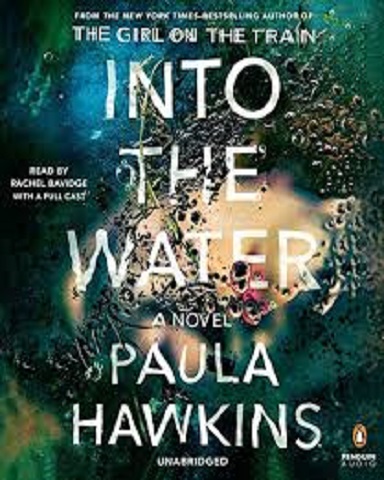 FROM THE NEW YORK TIMES-BESTSELLING AUTHOR OF
THE GIRL ON THE TRAIN
INTO
THE
WATER
READ BY
RACHEL BAVIDGE
WITH A FULL CAST
A NOVEL
PAULA
HAWKINS
UNABRIDGED
PENGUIN
AUDIO